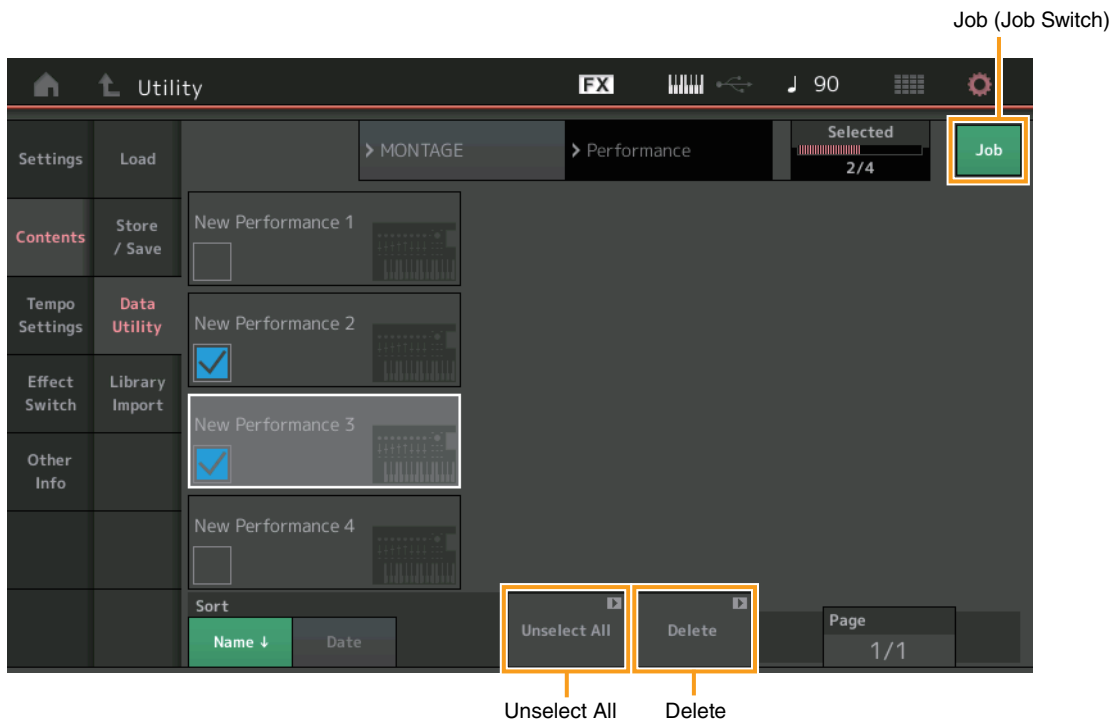 Job (Job Switch)
Utility
FX
90
Settings
Load
> MONTAGE
> Performance
Selected
2/4
Job
Contents
Store
/ Save
New Performance 1
Tempo
Settings
Data
Utility
New Performance 2
Effect
Switch
Library
Import
New Performance 3
Other
Info
New Performance 4
Sort
Name ↓
Date
Unselect All
Delete
Page
1/1
Unselect All
Delete